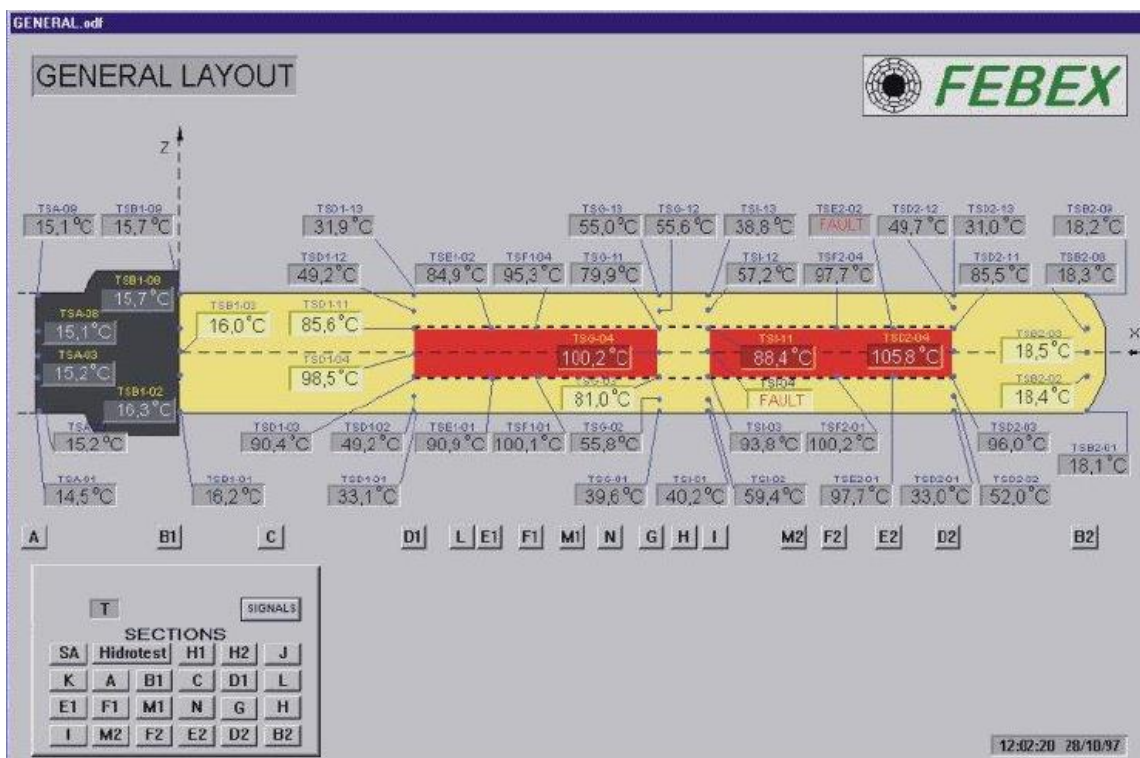 GENERAL.odf
GENERAL LAYOUT
FEBEX
Z
TSA-09 TSB1-09 TSD1-13 TSG-13 TSG-12 TSI-13 TSE2-02 TSD2-12 TSD2-13 TSB2-09
15,1 ºC 15,7 ºC 31,9 °C 55,0 °C 55,6 °C 38,8 °C FAULT 49,7 °C 31,0 °C 18,2 °C
TSD1-12 TSE1-02 TSF1-04 TSG-11 TSI-12 TSF2-04 TSD2-11 TSB2-08
49,2 °C 84,9 °C 95,3 °C 79,9 °C 57,2 °C 97,7 °C 85,5 °C 18,3 °C
TSB1-08
15,7 °C
TSB1-03 TSD1-11
16,0 °C 85,6 °C
TSA-08
15,1 °C
TSG-04 TSI-11 TSD2-04 TSB2-03
100,2 °C 88,4 °C 105,8 °C 18,5 °C
X
TSA-03 TSD1-04
15,2 °C 98,5 °C
TSG-03 TSI-04 TSB2-02
81,0 °C FAULT 18,4 °C
TSB1-02
16,3 °C
TSD1-03 TSD1-02 TSE1-01 TSF1-01 TSG-02 TSI-03 TSF2-01 TSD2-03
15,2 °C 90,4 °C 49,2 °C 90,9 °C 100,1 °C 55,8 °C 93,8 °C 100,2 °C 96,0 °C
TSB2-01
18,1 °C
TSA-01 TSB1-01 TSD1-01 TSG-01 TSI-01 TSI-02 TSE2-01 TSD2-01 TSD2-02
14,5 °C 16,2 °C 33,1 °C 39,6 °C 40,2 °C 59,4 °C 97,7 °C 33,0 °C 52,0 °C
A B1 C D1 L E1 F1 M1 N G H I M2 F2 E2 D2 B2
T SIGNALS
SECTIONS
SA Hidrotest H1 H2 J
K A B1 C D1 L
E1 F1 M1 N G H
I M2 F2 E2 D2 B2
12:02:20 28/10/97